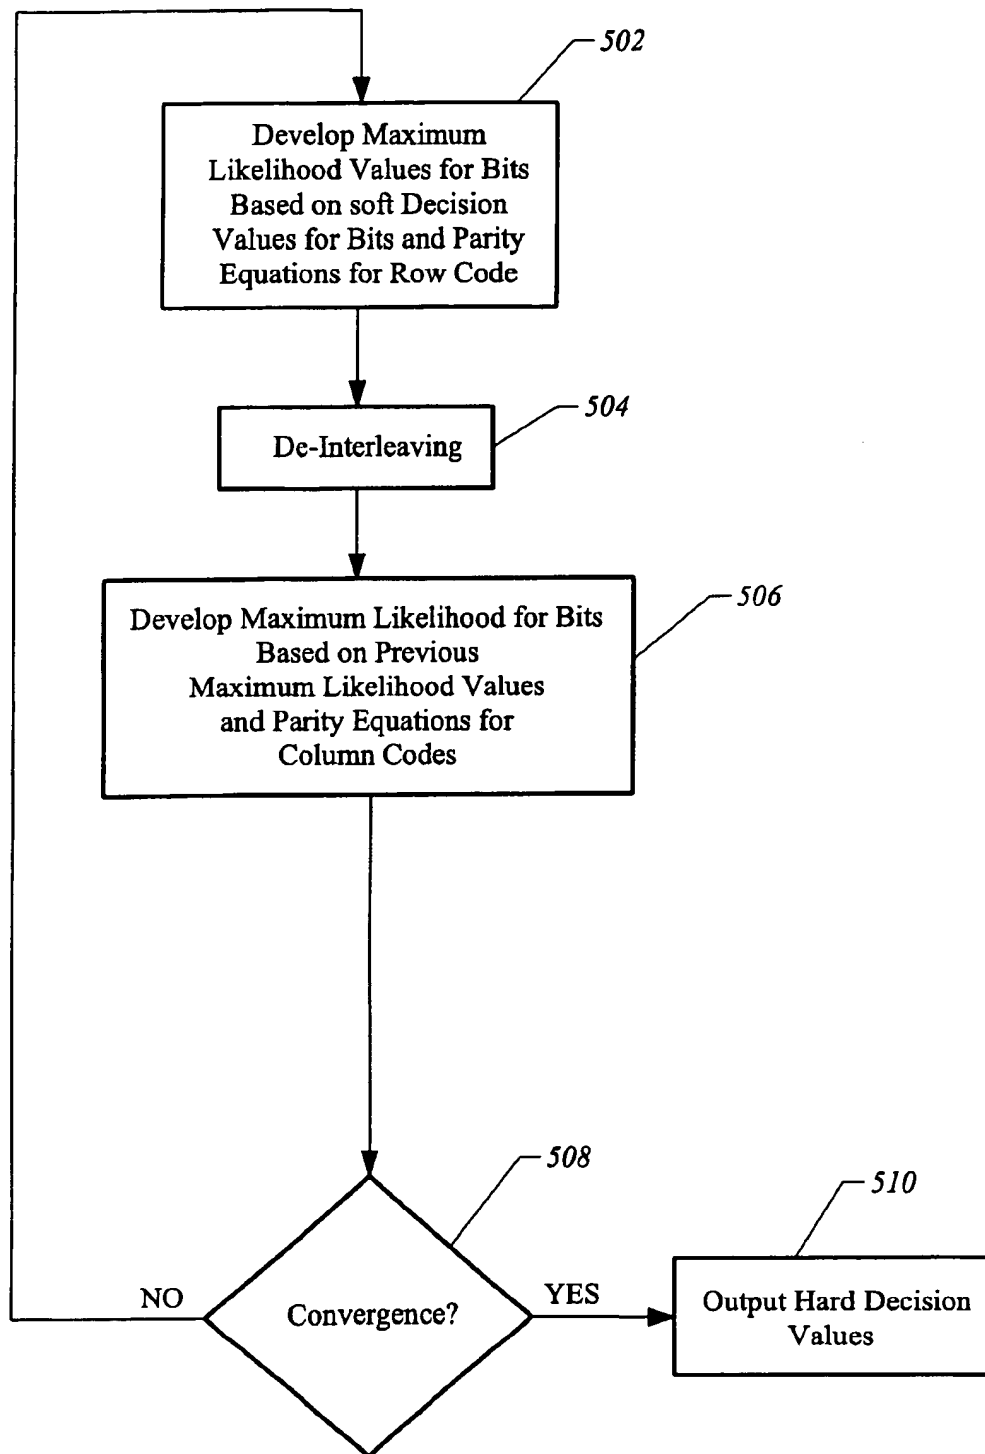 502
Develop Maximum
Likelihood Values for Bits
Based on soft Decision
Values for Bits and Parity
Equations for Row Code
504
De-Interleaving
506
Develop Maximum Likelihood for Bits
Based on Previous
Maximum Likelihood Values
and Parity Equations for
Column Codes
508
510
NO
Convergence?
YES
Output Hard Decision
Values